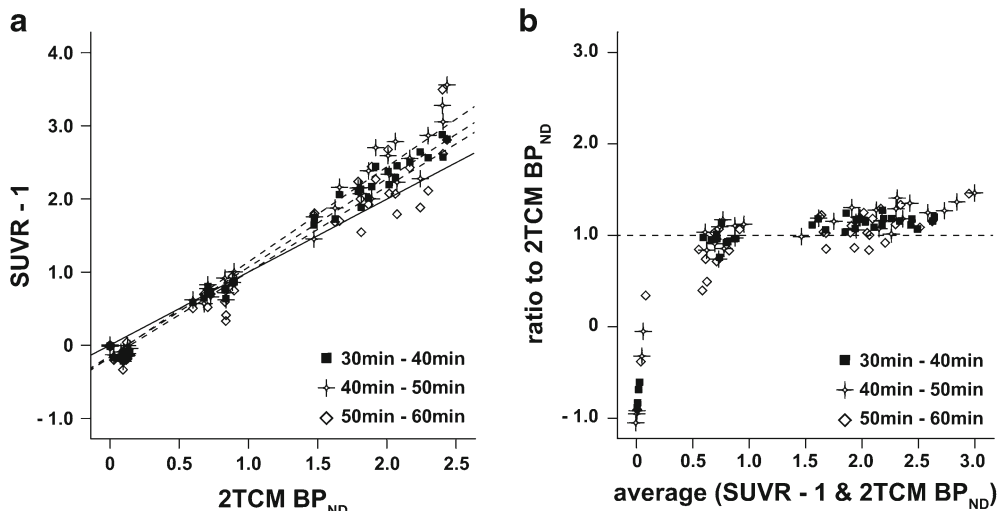 a
4.0
3.0
2.0
1.0
0
- 1.0
SUVR - 1
0 0.5 1.0 1.5 2.0 2.5
2TCM BPND
30min - 40min
40min - 50min
50min - 60min
b
3.0
2.0
1.0
0
- 1.0
ratio to 2TCM BPND
0 0.5 1.0 1.5 2.0 2.5 3.0
average (SUVR - 1 & 2TCM BPND)
30min - 40min
40min - 50min
50min - 60min